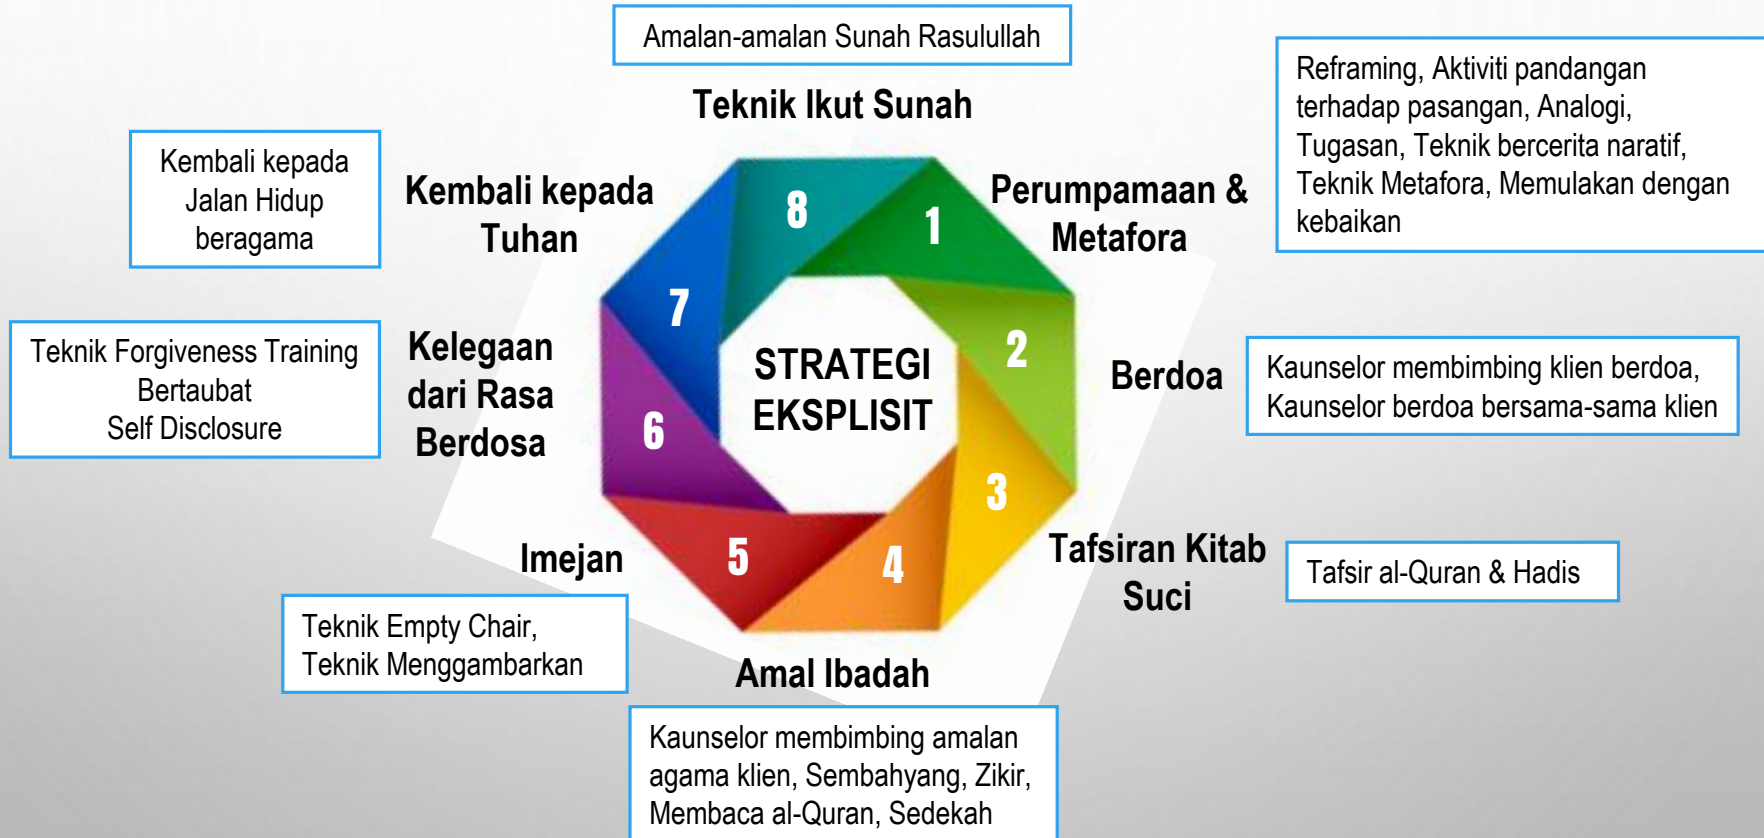 Amalan-amalan Sunah Rasulullah
Teknik Ikut Sunah
8
Reframing, Aktiviti pandangan
terhadap pasangan, Analogi,
Tugasan, Teknik bercerita naratif,
Teknik Metafora, Memulakan dengan
kebaikan
Perumpamaan &
Metafora
1
Kaunselor membimbing klien berdoa,
Kaunselor berdoa bersama-sama klien
Berdoa
2
Tafsiran Kitab
Suci
Tafsir al-Quran & Hadis
3
Amal Ibadah
4
Kaunselor membimbing amalan
agama klien, Sembahyang, Zikir,
Membaca al-Quran, Sedekah
Imejan
5
Teknik Empty Chair,
Teknik Menggambarkan
Kelegaan
dari Rasa
Berdosa
6
Teknik Forgiveness Training
Bertaubat
Self Disclosure
Kembali kepada
Tuhan
7
Kembali kepada
Jalan Hidup
beragama
STRATEGI
EKSPLISIT